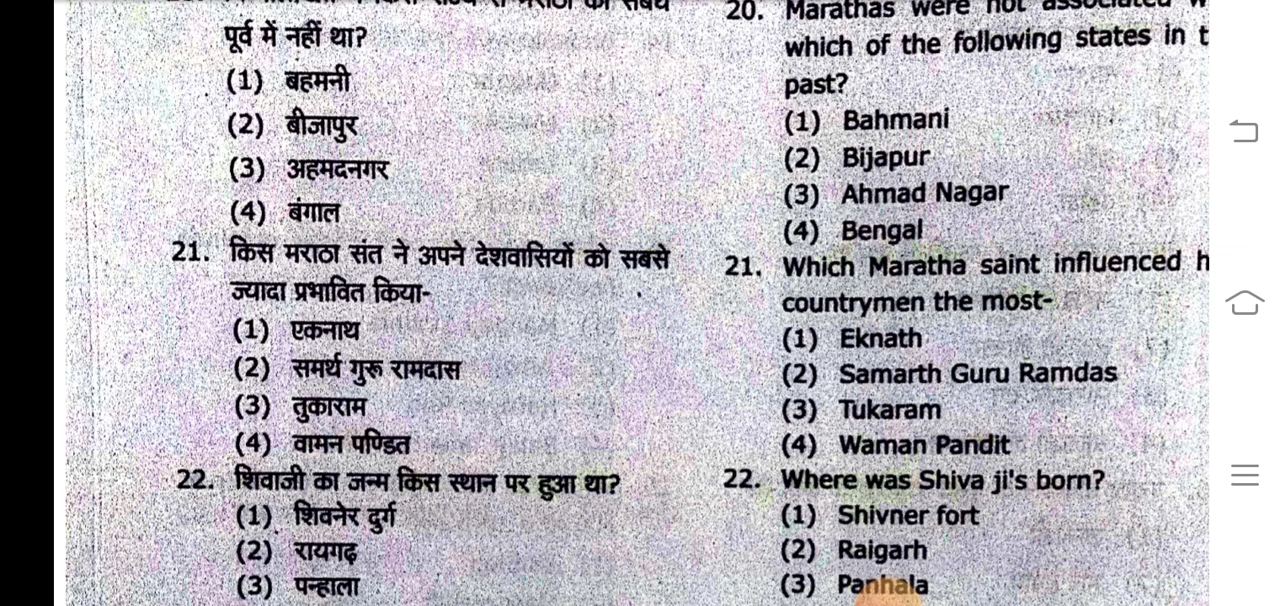 पूर्व में नहीं था?
(1) बहमनी
(2) बीजापुर
(3) अहमदनगर
(4) बंगाल
21. किस मराठा संत ने अपने देशवासियों को सबसे
ज्यादा प्रभावित किया-
(1) एकनाथ
(2) समर्थ गुरू रामदास
(3) तुकाराम
(4) वामन पण्डित
22. शिवाजी का जन्म किस स्थान पर हुआ था?
(1) शिवनेर दुर्ग
(2) रायगढ़
(3) पन्हाला
20. Marathas were not associated w
which of the following states in t
past?
(1) Bahmani
(2) Bijapur
(3) Ahmad Nagar
(4) Bengal
21. Which Maratha saint influenced h
countrymen the most-
(1) Eknath
(2) Samarth Guru Ramdas
(3) Tukaram
(4) Waman Pandit
22. Where was Shiva ji's born?
(1) Shivner fort
(2) Raigarh
(3) Panhala